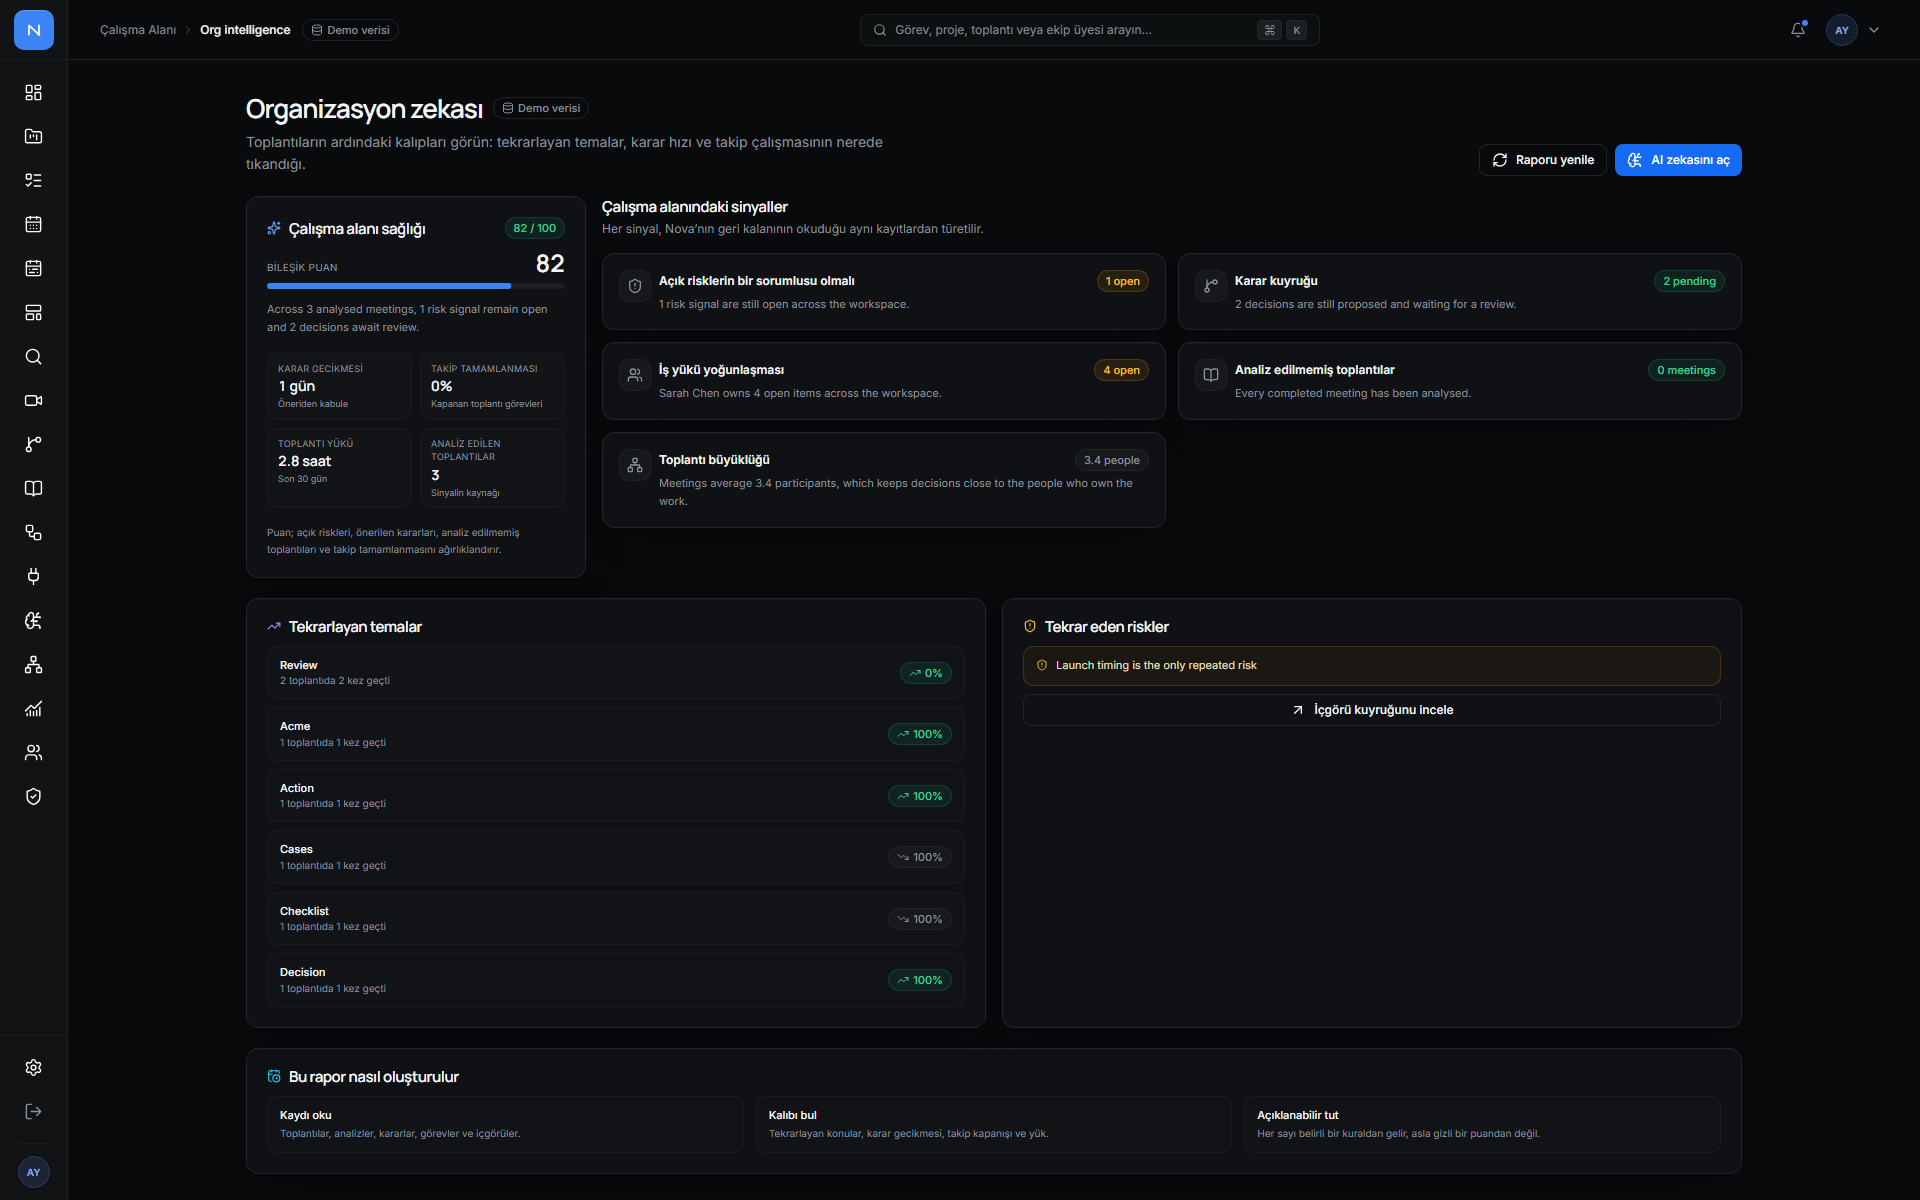 N
Çalışma Alanı > Org intelligence Demo verisi
Görev, proje, toplantı veya ekip üyesi arayın...
⌘ K
AY
Organizasyon zekası
Demo verisi
Toplantıların ardındaki kalıpları görün: tekrarlayan temalar, karar hızı ve takip çalışmasının nerede
tıkandığı.
Raporu yenile
AI zekasını aç
Çalışma alanı sağlığı
82 / 100
BİLEŞİK PUAN
82
Across 3 analysed meetings, 1 risk signal remain open
and 2 decisions await review.
KARAR GECİKMESİ
1 gün
Öneriden kabule
TAKİP TAMAMLANMASI
0%
Kapanan toplantı görevleri
TOPLANTI YÜKÜ
2.8 saat
Son 30 gün
ANALİZ EDİLEN
TOPLANTILAR
3
Sinyalin kaynağı
Puan; açık riskleri, önerilen kararları, analiz edilmemiş
toplantıları ve takip tamamlanmasını ağırlıklandırır.
Çalışma alanındaki sinyaller
Her sinyal, Nova'nın geri kalanının okuduğu aynı kayıtlardan türetilir.
Açık risklerin bir sorumlusu olmalı
1 open
1 risk signal are still open across the workspace.
Karar kuyruğu
2 pending
2 decisions are still proposed and waiting for a review.
İş yükü yoğunlaşması
4 open
Sarah Chen owns 4 open items across the workspace.
Analiz edilmemiş toplantılar
0 meetings
Every completed meeting has been analysed.
Toplantı büyüklüğü
3.4 people
Meetings average 3.4 participants, which keeps decisions close to the people who own the
work.
Tekrarlayan temalar
Review
2 toplantıda 2 kez geçti
0%
Acme
1 toplantıda 1 kez geçti
100%
Action
1 toplantıda 1 kez geçti
100%
Cases
1 toplantıda 1 kez geçti
100%
Checklist
1 toplantıda 1 kez geçti
100%
Decision
1 toplantıda 1 kez geçti
100%
Tekrar eden riskler
Launch timing is the only repeated risk
İçgörü kuyruğunu incele
Bu rapor nasıl oluşturulur
Kaydı oku
Toplantılar, analizler, kararlar, görevler ve içgörüler.
Kalıbı bul
Tekrarlayan konular, karar gecikmesi, takip kapanışı ve yük.
Açıklanabilir tut
Her sayı belirli bir kuraldan gelir, asla gizli bir puandan değil.
AY